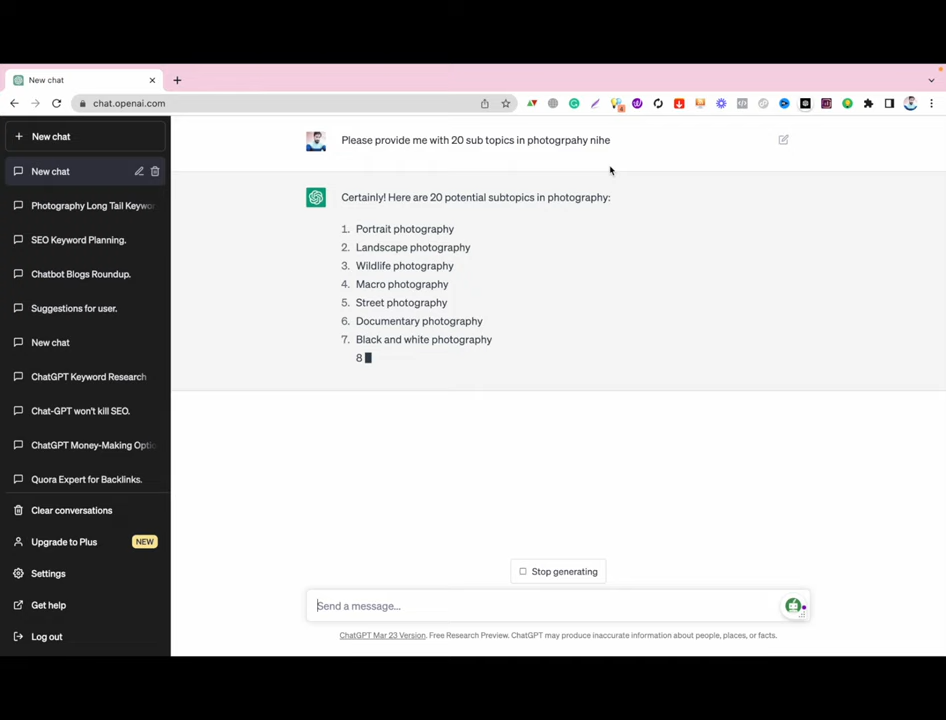 New chat
chat.openai.com
New chat
New chat
Photography Long Tail Keywo
SEO Keyword Planning.
Chatbot Blogs Roundup.
Suggestions for user.
New chat
ChatGPT Keyword Research
Chat-GPT won't kill SEO.
ChatGPT Money-Making Optio
Quora Expert for Backlinks.
Clear conversations
Upgrade to Plus NEW
Settings
Get help
Log out
Please provide me with 20 sub topics in photogrpahy nihe
Certainly! Here are 20 potential subtopics in photography:
1. Portrait photography
2. Landscape photography
3. Wildlife photography
4. Macro photography
5. Street photography
6. Documentary photography
7. Black and white photography
8
Stop generating
Send a message...
ChatGPT Mar 23 Version. Free Research Preview. ChatGPT may produce inaccurate information about people, places, or facts.